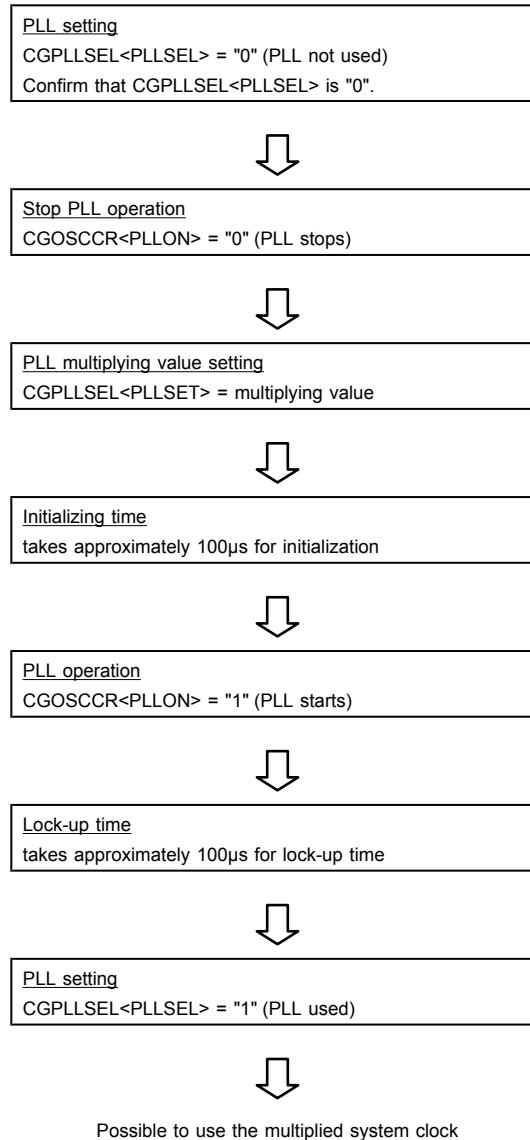 PLL setting
CGPLLSEL<PLLSEL> = "0" (PLL not used)
Confirm that CGPLLSEL<PLLSEL> is "0".
Stop PLL operation
CGOSCCR<PLLON> = "0" (PLL stops)
PLL multiplying value setting
CGPLLSEL<PLLSET> = multiplying value
Initializing time
takes approximately 100μs for initialization
PLL operation
CGOSCCR<PLLON> = "1" (PLL starts)
Lock-up time
takes approximately 100μs for lock-up time
PLL setting
CGPLLSEL<PLLSEL> = "1" (PLL used)
Possible to use the multiplied system clock